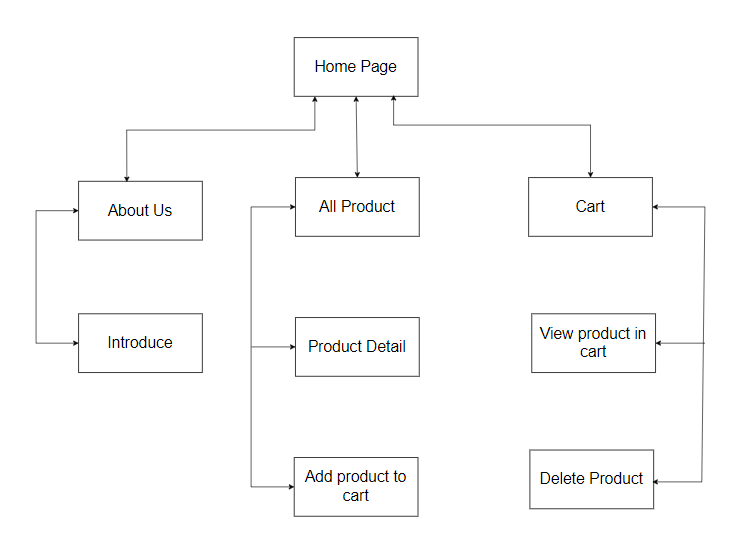 Home Page
About Us
All Product
Cart
Introduce
Product Detail
View product in
cart
Add product to
cart
Delete Product